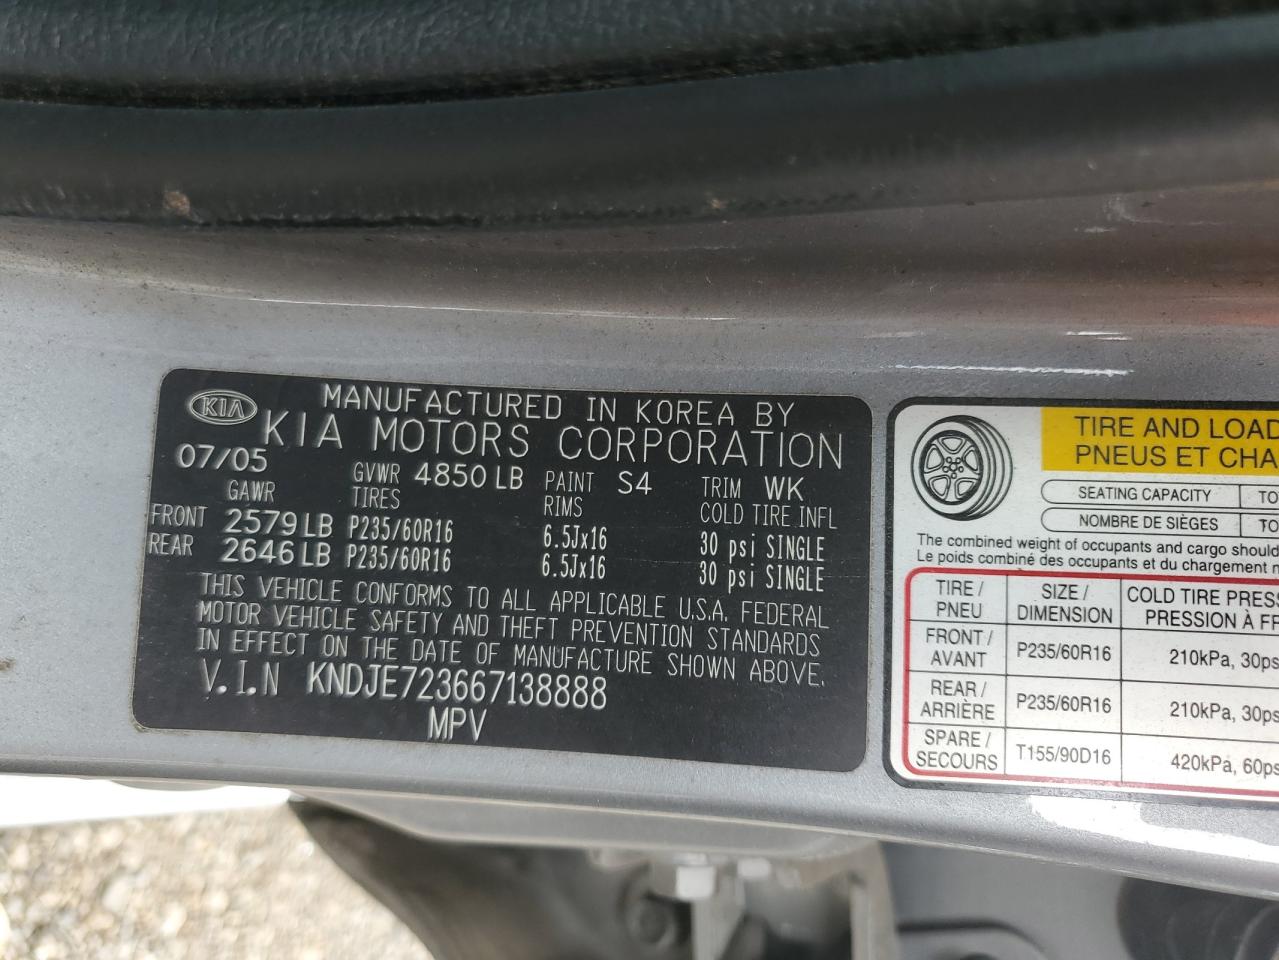 KIA
MANUFACTURED IN KOREA BY
KIA MOTORS CORPORATION
07/05 GVWR 4850 LB PAINT S4 TRIM WK
GAWR TIRES RIMS COLD TIRE INFL
FRONT 2579 LB P235/60R16 6.5Jx16 30 psi SINGLE
REAR 2646 LB P235/60R16 6.5Jx16 30 psi SINGLE
THIS VEHICLE CONFORMS TO ALL APPLICABLE U.S.A. FEDERAL
MOTOR VEHICLE SAFETY AND THEFT PREVENTION STANDARDS
IN EFFECT ON THE DATE OF MANUFACTURE SHOWN ABOVE.
V.I.N KNDJE723667138888
MPV
TIRE AND LOAD
PNEUS ET CHA
SEATING CAPACITY TO
NOMBRE DE SIÈGES TO
The combined weight of occupants and cargo should
Le poids combiné des occupants et du chargement n
TIRE / PNEU SIZE / DIMENSION COLD TIRE PRESS PRESSION À FR
FRONT / AVANT P235/60R16 210kPa, 30ps
REAR / ARRIÈRE P235/60R16 210kPa, 30ps
SPARE / SECOURS T155/90D16 420kPa, 60ps